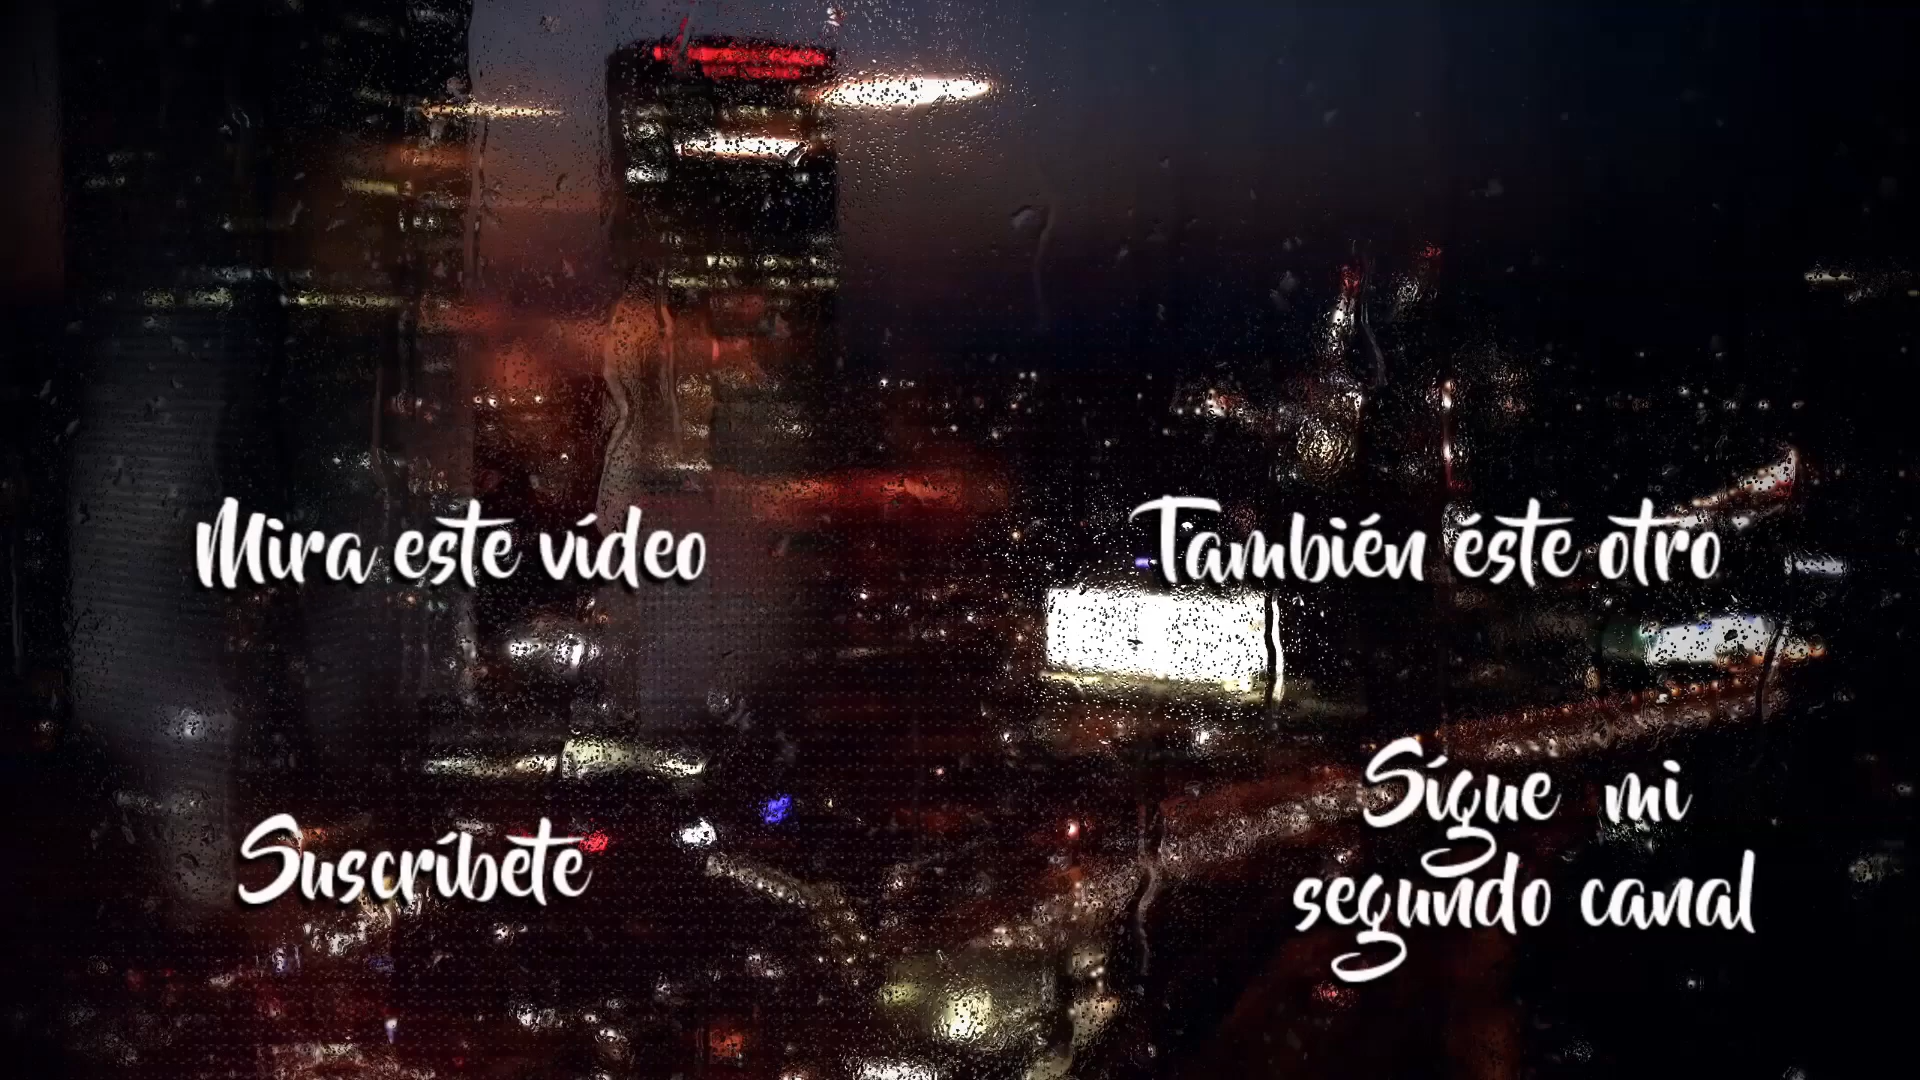 Mira este vídeo
También éste otro
Suscríbete
Sígue mi
segundo canal